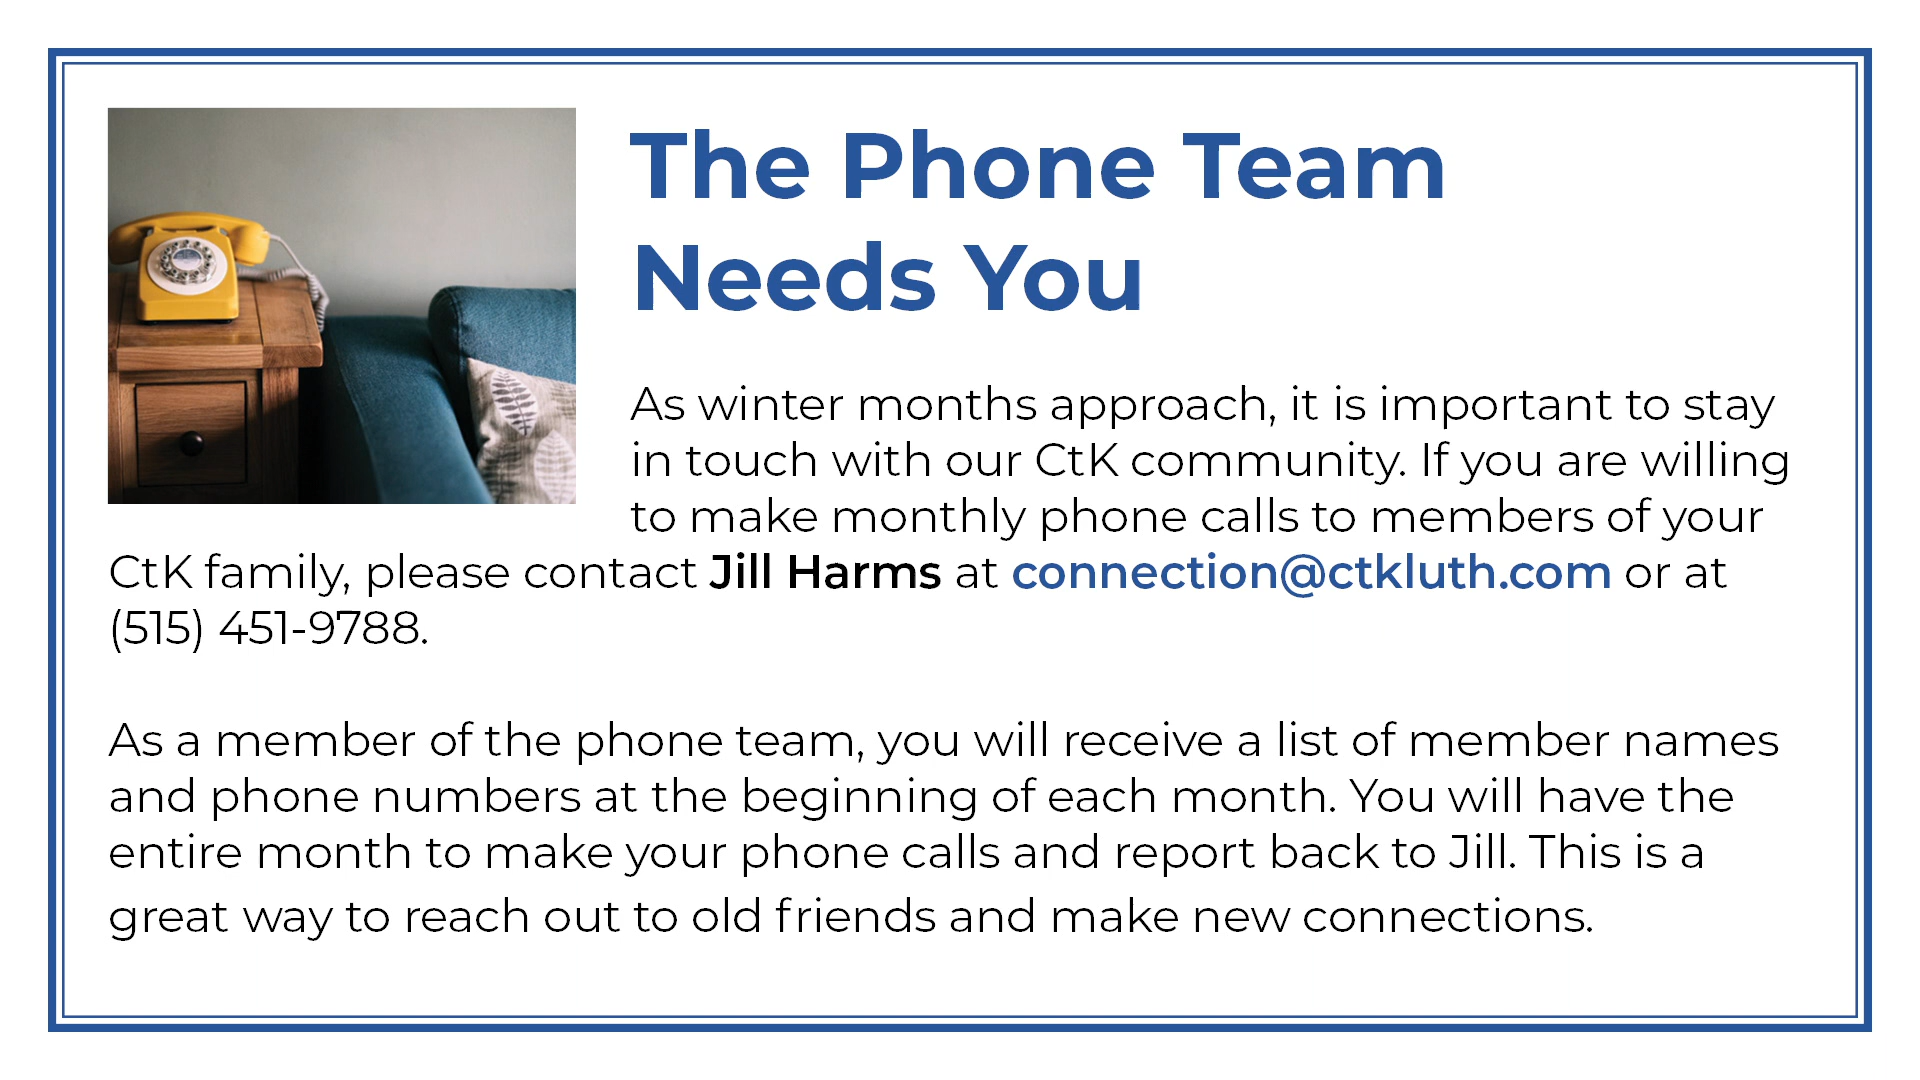 The Phone Team
Needs You
As winter months approach, it is important to stay
in touch with our CtK community. If you are willing
to make monthly phone calls to members of your
CtK family, please contact Jill Harms at connection@ctkluth.com or at
(515) 451-9788.
As a member of the phone team, you will receive a list of member names
and phone numbers at the beginning of each month. You will have the
entire month to make your phone calls and report back to Jill. This is a
great way to reach out to old friends and make new connections.